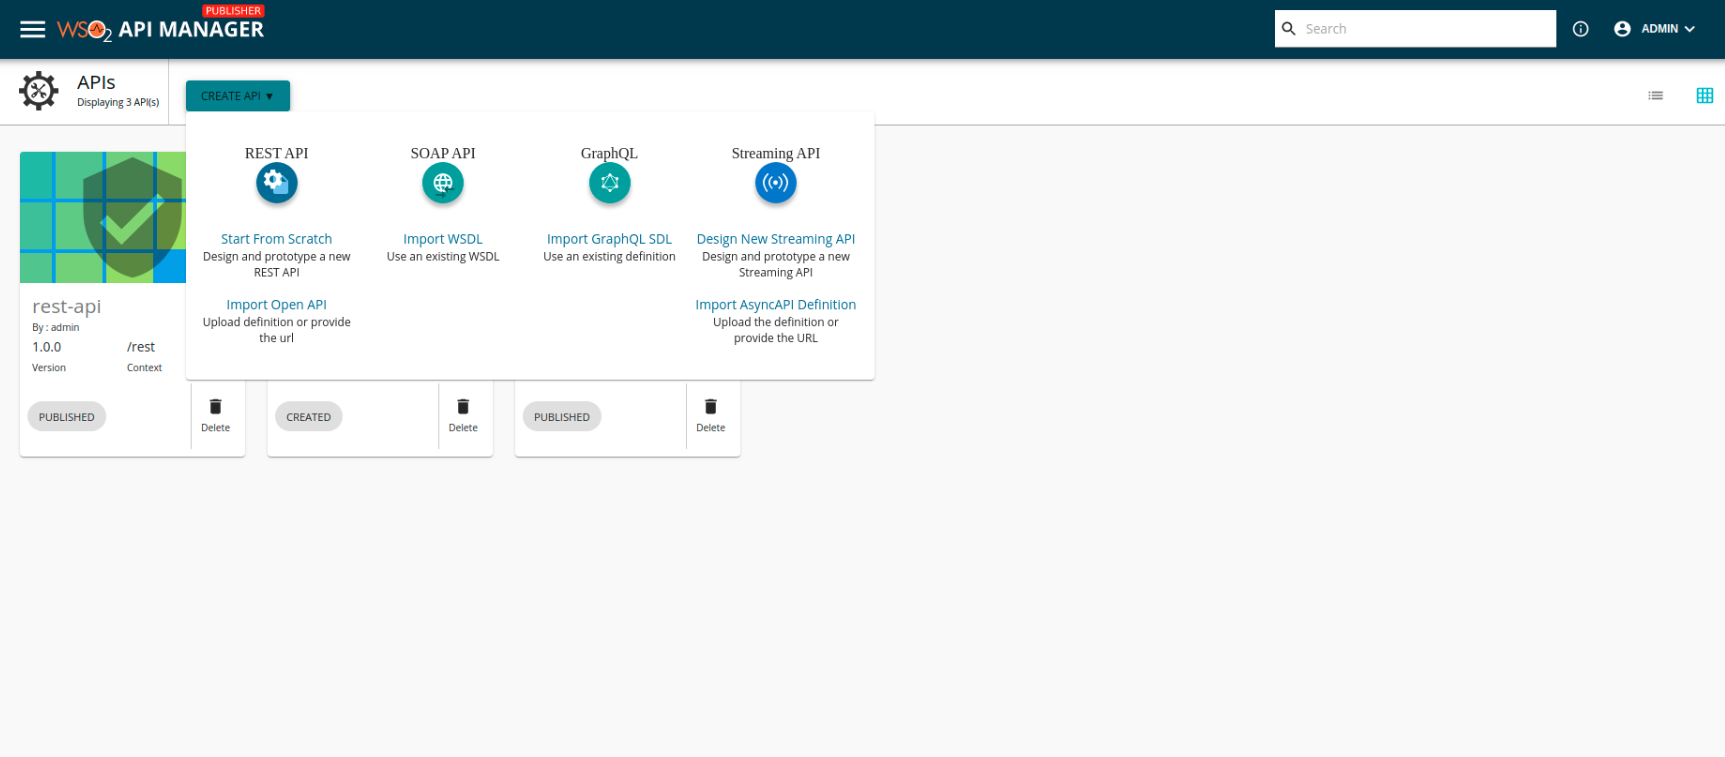 PUBLISHER
WSO2 API MANAGER
Search
ADMIN
APIs
Displaying 3 API(s)
CREATE API ▼
REST API
SOAP API
GraphQL
Streaming API
Start From Scratch
Design and prototype a new
REST API
Import Open API
Upload definition or provide
the url
Import WSDL
Use an existing WSDL
Import GraphQL SDL
Use an existing definition
Design New Streaming API
Design and prototype a new
Streaming API
Import AsyncAPI Definition
Upload the definition or
provide the URL
rest-api
By : admin
1.0.0
/rest
Version
Context
PUBLISHED
Delete
CREATED
Delete
PUBLISHED
Delete